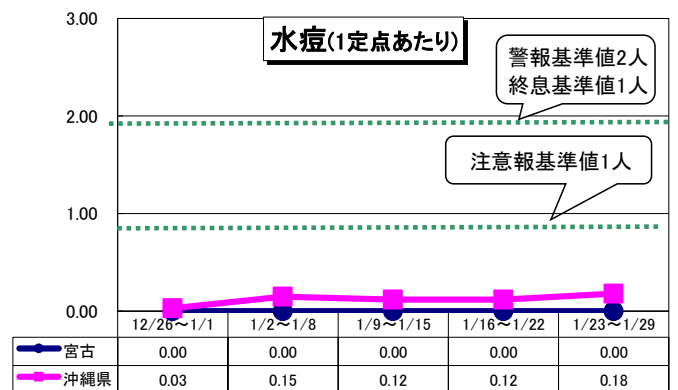 水痘(1定点あたり)
3.00
2.00
1.00
0.00
警報基準値2人
終息基準値1人
注意報基準値1人
12/26～1/1 1/2～1/8 1/9～1/15 1/16～1/22 1/23～1/29
宮古 0.00 0.00 0.00 0.00 0.00
沖縄県 0.03 0.15 0.12 0.12 0.18